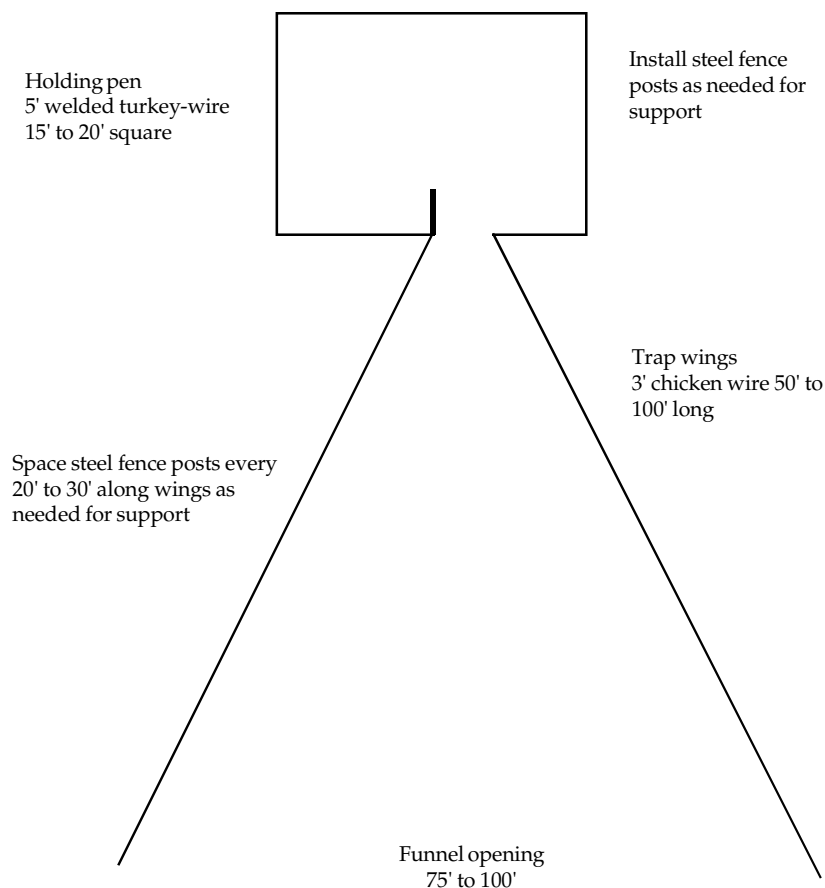 Holding pen
5' welded turkey-wire
15' to 20' square
Install steel fence
posts as needed for
support
Trap wings
3' chicken wire 50' to
100' long
Space steel fence posts every
20' to 30' along wings as
needed for support
Funnel opening
75' to 100'